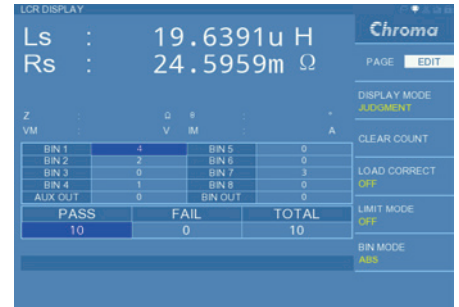 LCR DISPLAY
Ls : 19.6391u H
Rs : 24.5959m Ω
Z : Ω θ : °
VM : V IM : A
BIN 1 4 BIN 5 0
BIN 2 2 BIN 6 0
BIN 3 0 BIN 7 3
BIN 4 1 BIN 8 0
AUX OUT 0 BIN OUT 0
PASS FAIL TOTAL
10 0 10
Chroma
PAGE EDIT
DISPLAY MODE
JUDGMENT
CLEAR COUNT
LOAD CORRECT
OFF
LIMIT MODE
OFF
BIN MODE
ABS